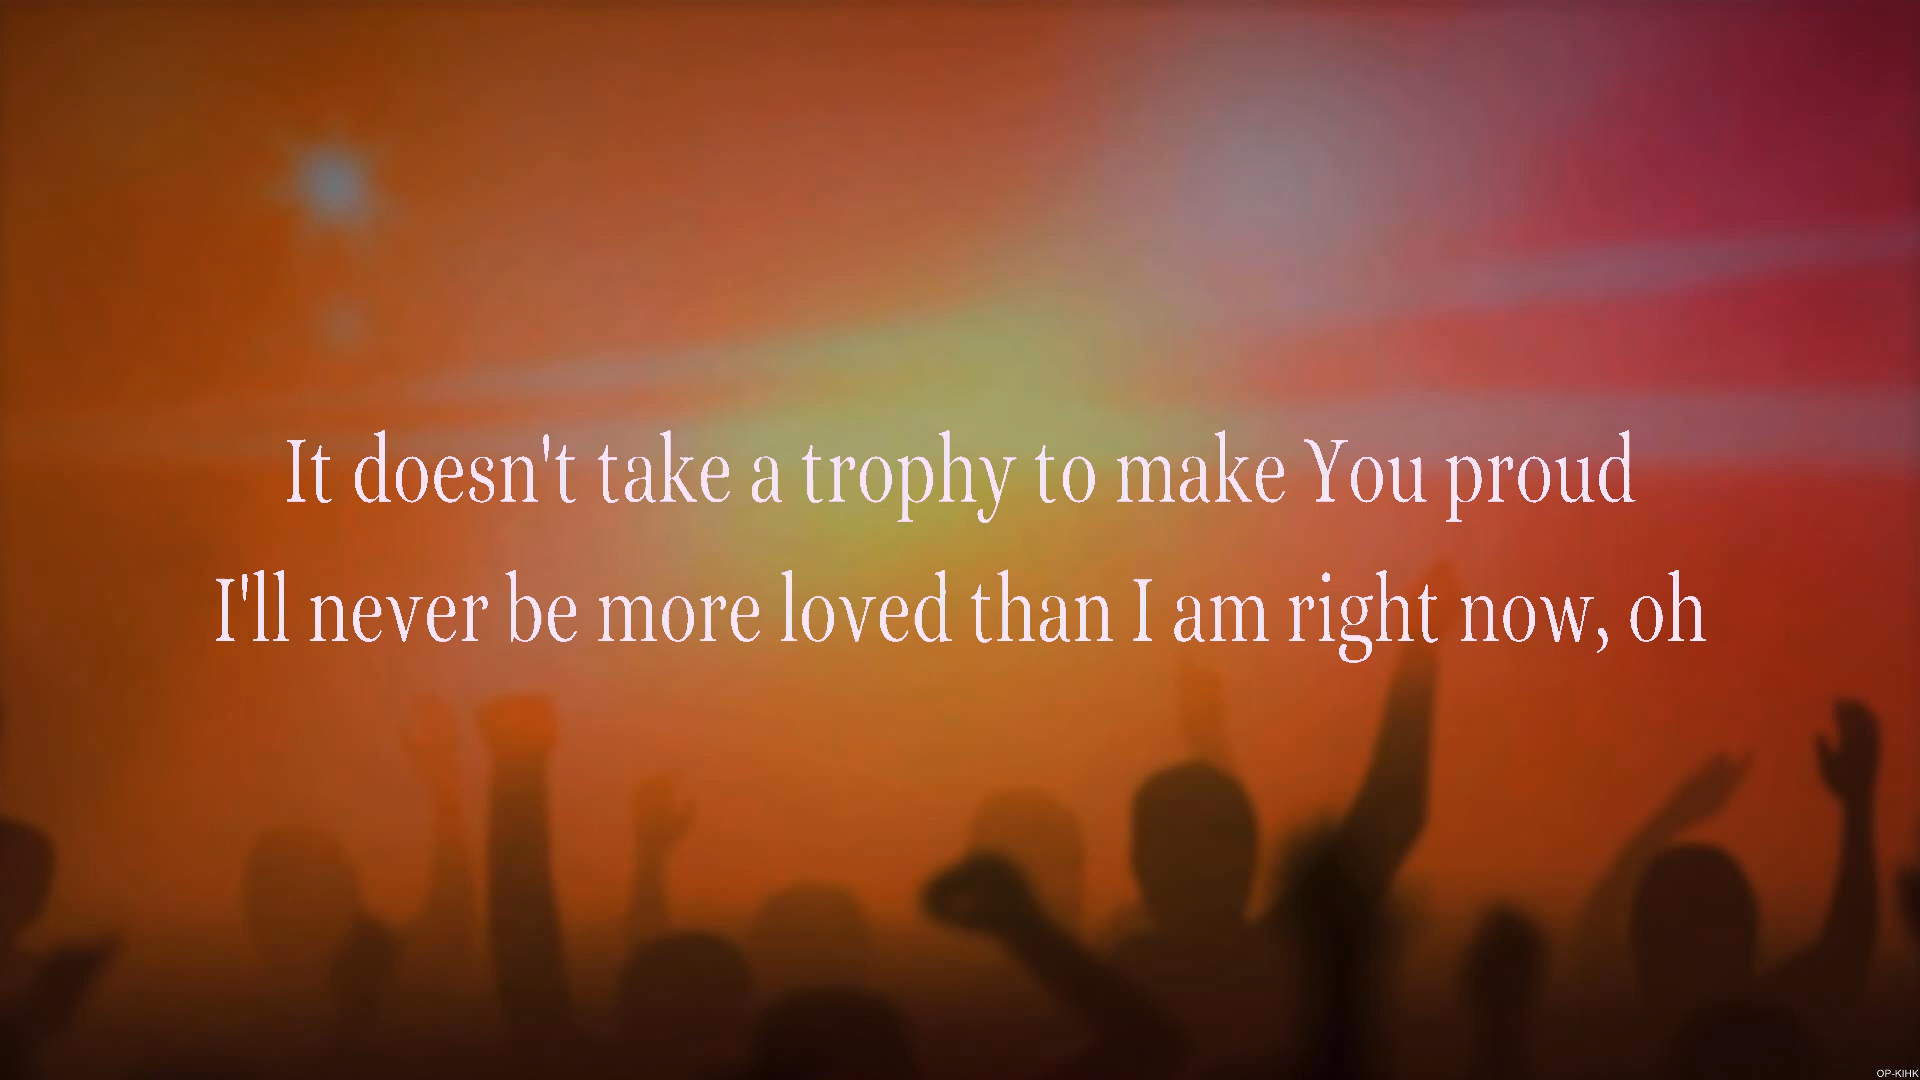 It doesn't take a trophy to make You proud
I'll never be more loved than I am right now, oh
OP-KIHK